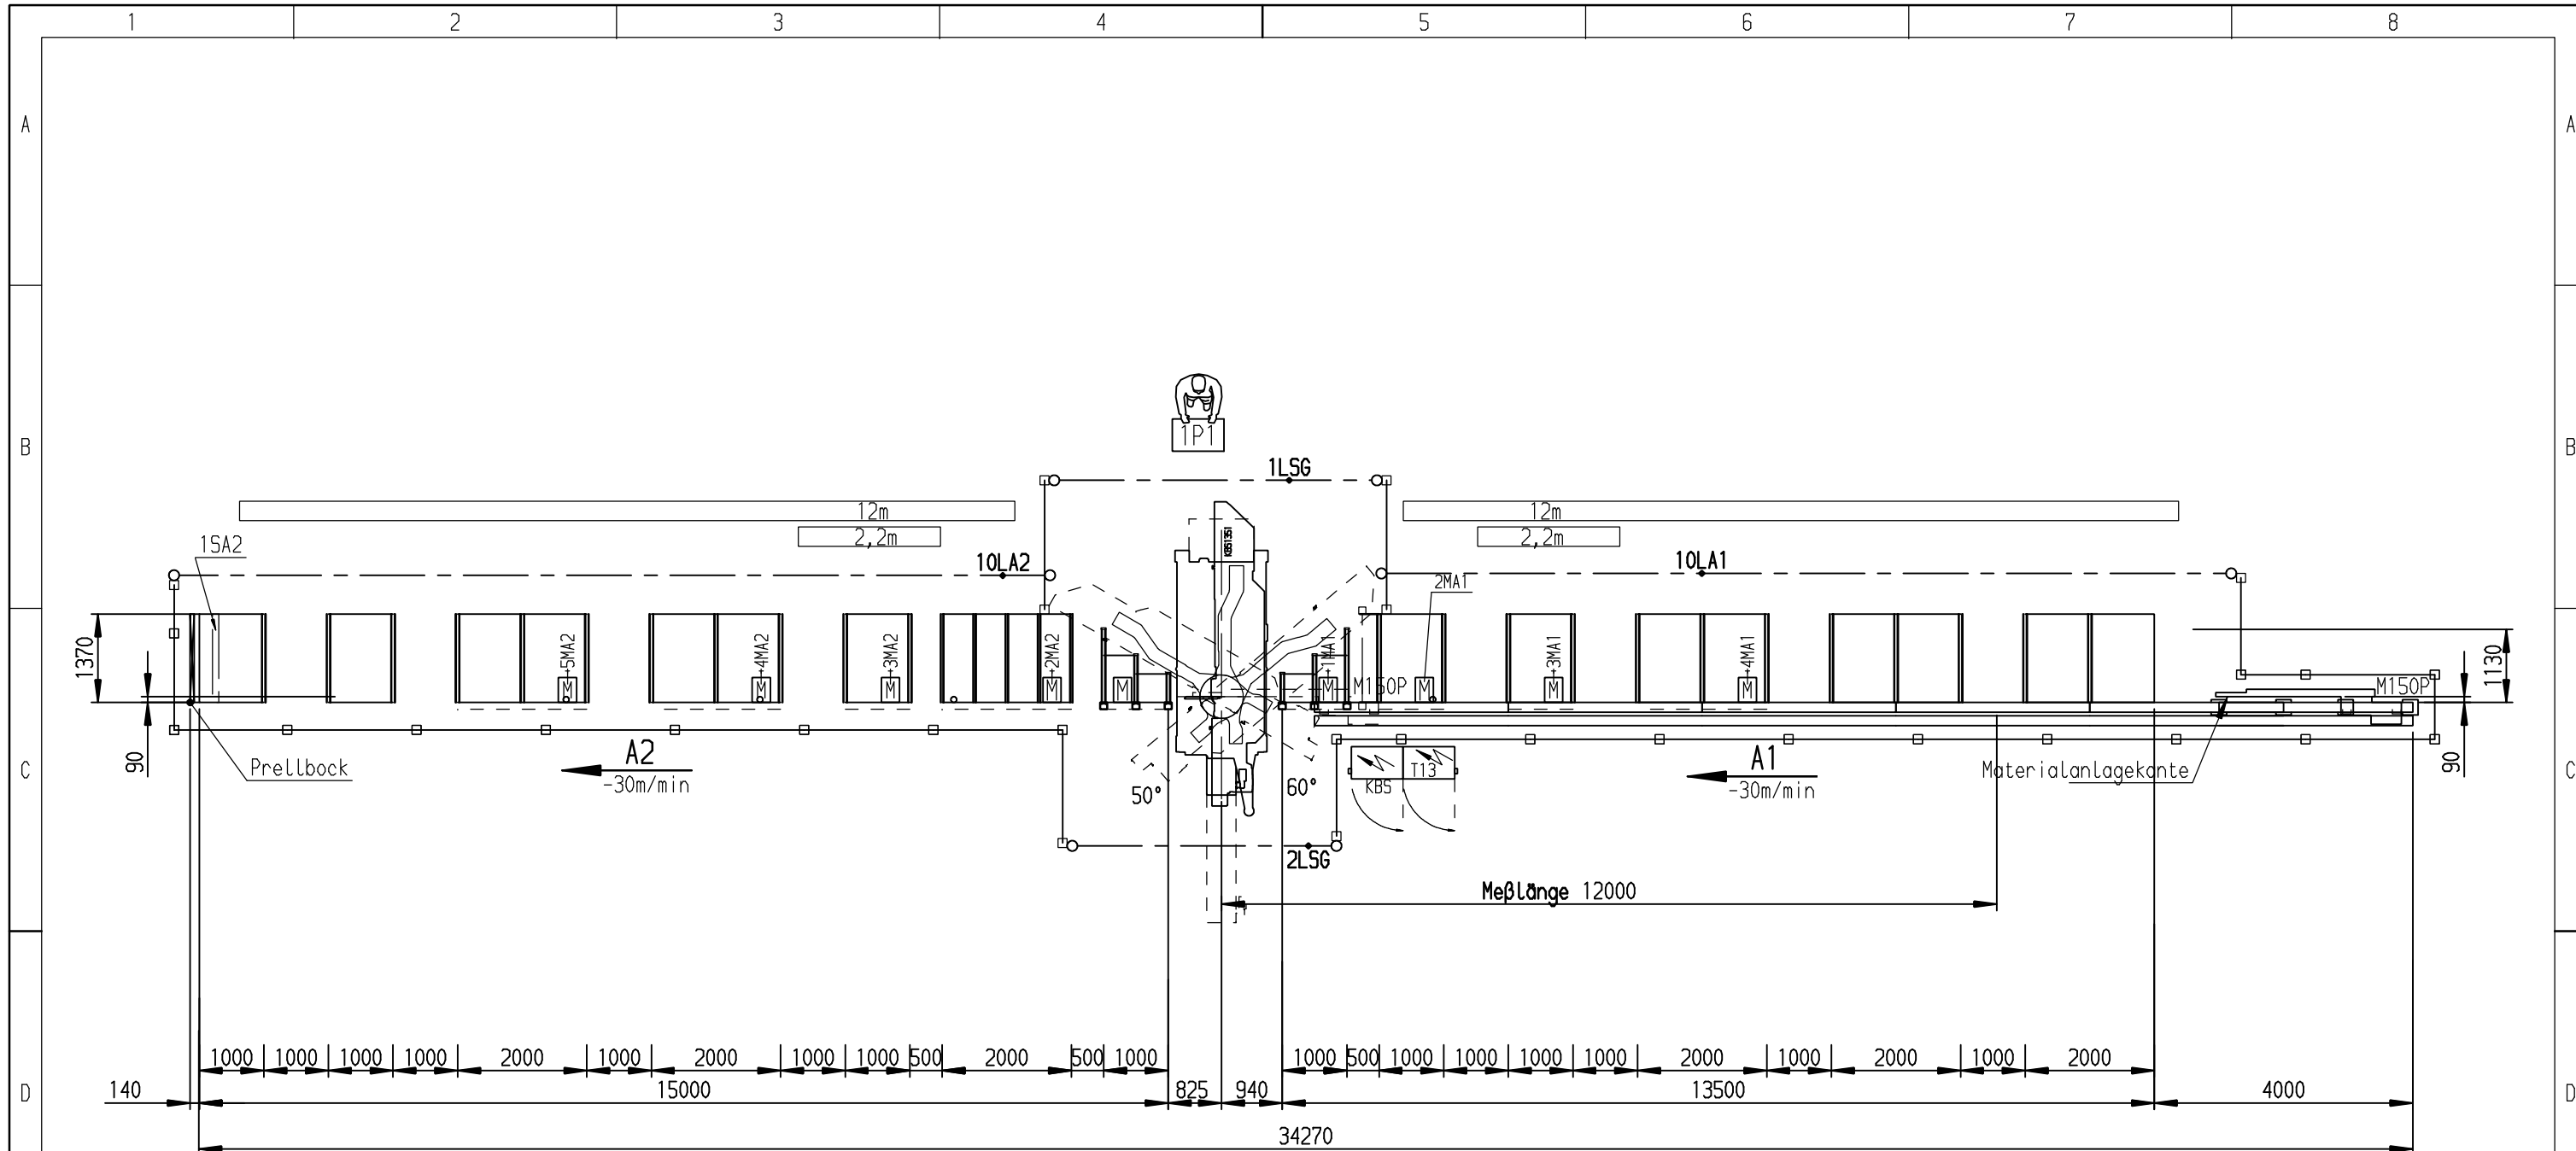 1 2 3 4 5 6 7 8
A A
1P1
B B
1LSG
12m 12m
KBS1351
2,2m 2,2m
1SA2
10LA2 10LA1
2MA1
1370
5MA2 4MA2 3MA2 2MA2 1MA1 3MA1 4MA1
1130
M M M M M M M M M
M150P M150P
90 Prellbock
A2
-30m/min
50° 60°
KBS T13
A1
-30m/min
Materialanlagekante
90
C C
2LSG
Meßlänge 12000
1000 1000 1000 1000 2000 1000 2000 1000 1000 500 2000 500 1000 1000 500 1000 1000 1000 1000 2000 1000 2000 1000 2000
D 140 15000 825 940 13500 4000 D
34270